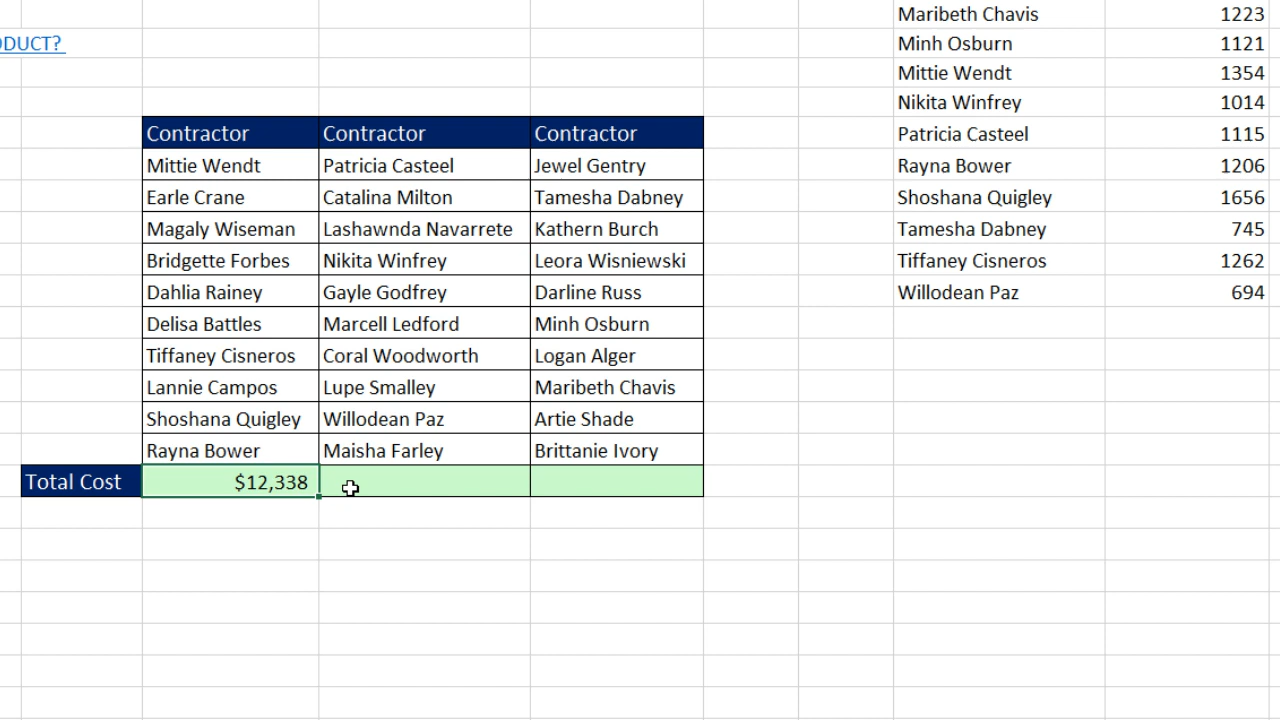 Maribeth Chavis 1223
ODUCT? Minh Osburn 1121
Mittie Wendt 1354
Nikita Winfrey 1014
Contractor Contractor Contractor Patricia Casteel 1115
Mittie Wendt Patricia Casteel Jewel Gentry Rayna Bower 1206
Earle Crane Catalina Milton Tamesha Dabney Shoshana Quigley 1656
Magaly Wiseman Lashawnda Navarrete Kathern Burch Tamesha Dabney 745
Bridgette Forbes Nikita Winfrey Leora Wisniewski Tiffaney Cisneros 1262
Dahlia Rainey Gayle Godfrey Darline Russ Willodean Paz 694
Delisa Battles Marcell Ledford Minh Osburn
Tiffaney Cisneros Coral Woodworth Logan Alger
Lannie Campos Lupe Smalley Maribeth Chavis
Shoshana Quigley Willodean Paz Artie Shade
Rayna Bower Maisha Farley Brittanie Ivory
Total Cost $12,338